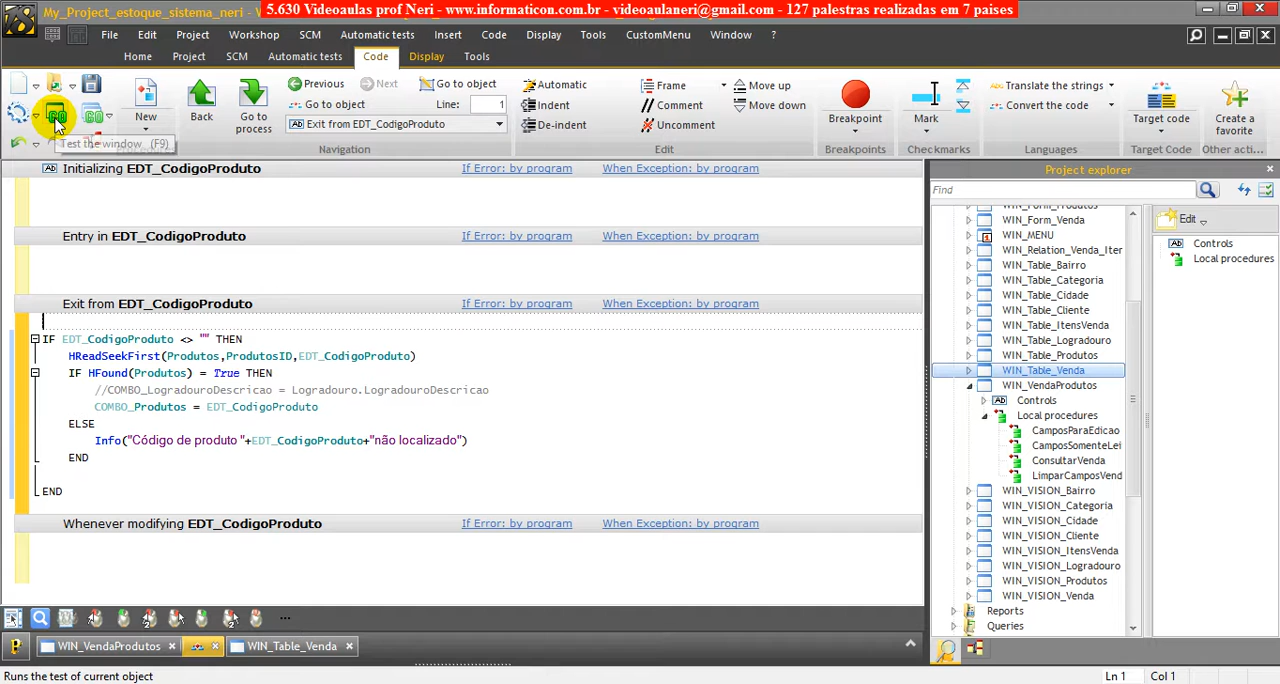 My_Project_estoque_sistema_neri - 
5.630 Videoaulas prof Neri - www.informaticon.com.br - videoaulaneri@gmail.com - 127 palestras realizadas em 7 paises
File Edit Project Workshop SCM Automatic tests Insert Code Display Tools CustomMenu Window ?
Home Project SCM Automatic tests Code Display Tools
New
Back
Go to process
Previous Next Go to object
Go to object Line: 1
Exit from EDT_CodigoProduto
Navigation
Automatic
Indent
De-indent
Frame
Comment
Uncomment
Move up
Move down
Edit
Breakpoint
Breakpoints
Mark
Checkmarks
Translate the strings
Convert the code
Languages
Target code
Target Code
Create a favorite
Other acti...
Test the window (F9)
Initializing EDT_CodigoProduto If Error: by program When Exception: by program
Entry in EDT_CodigoProduto If Error: by program When Exception: by program
Exit from EDT_CodigoProduto If Error: by program When Exception: by program
IF EDT_CodigoProduto <> "" THEN
HReadSeekFirst(Produtos,ProdutosID,EDT_CodigoProduto)
IF HFound(Produtos) = True THEN
//COMBO_LogradouroDescricao = Logradouro.LogradouroDescricao
COMBO_Produtos = EDT_CodigoProduto
ELSE
Info("Código de produto "+EDT_CodigoProduto+"não localizado")
END
END
Whenever modifying EDT_CodigoProduto If Error: by program When Exception: by program
Project explorer
Find
WIN_Form_Produtos
WIN_Form_Venda
WIN_MENU
WIN_Relation_Venda_Iter
WIN_Table_Bairro
WIN_Table_Categoria
WIN_Table_Cidade
WIN_Table_Cliente
WIN_Table_ItensVenda
WIN_Table_Logradouro
WIN_Table_Produtos
WIN_Table_Venda
WIN_VendaProdutos
Controls
Local procedures
CamposParaEdicao
CamposSomenteLei
ConsultarVenda
LimparCamposVend
WIN_VISION_Bairro
WIN_VISION_Categoria
WIN_VISION_Cidade
WIN_VISION_Cliente
WIN_VISION_ItensVenda
WIN_VISION_Logradouro
WIN_VISION_Produtos
WIN_VISION_Venda
Reports
Queries
Edit
Controls
Local procedures
WIN_VendaProdutos WIN_Table_Venda
Runs the test of current object Ln 1 Col 1